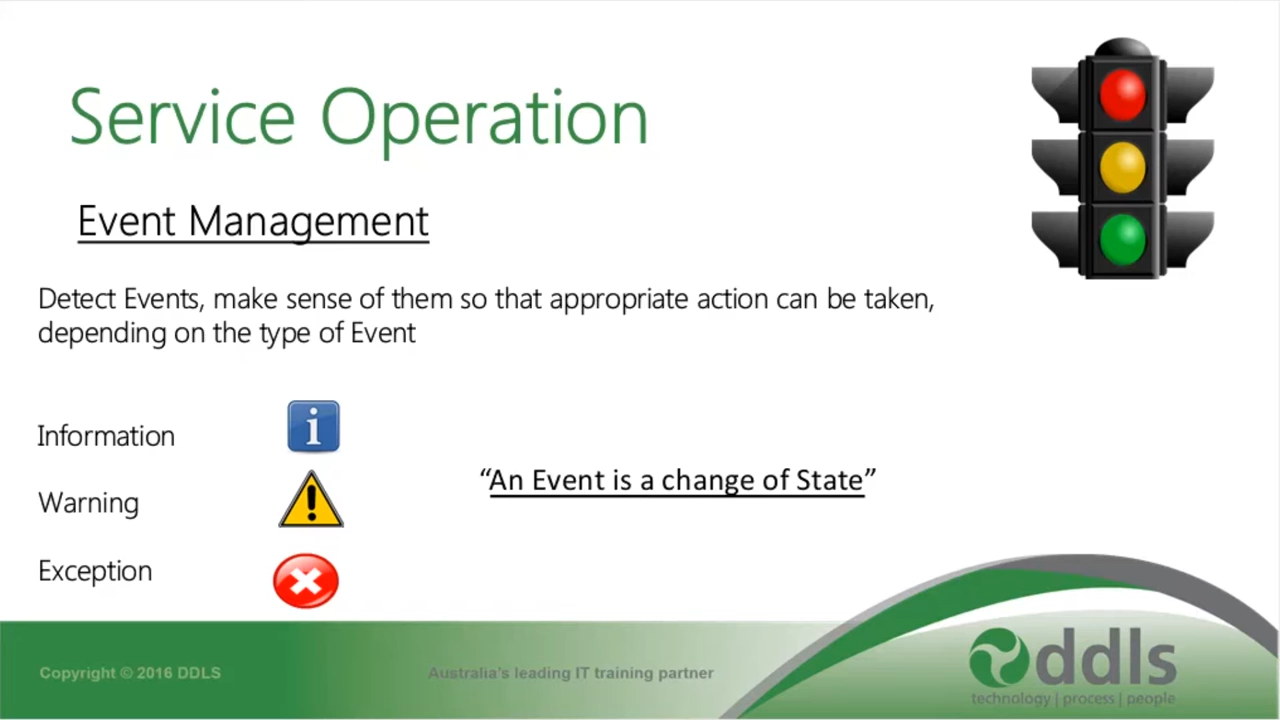 Service Operation
Event Management
Detect Events, make sense of them so that appropriate action can be taken,
depending on the type of Event
Information
i
Warning
!
“An Event is a change of State”
Exception
Copyright © 2016 DDLS
Australia's leading IT training partner
ddls
technology | process | people